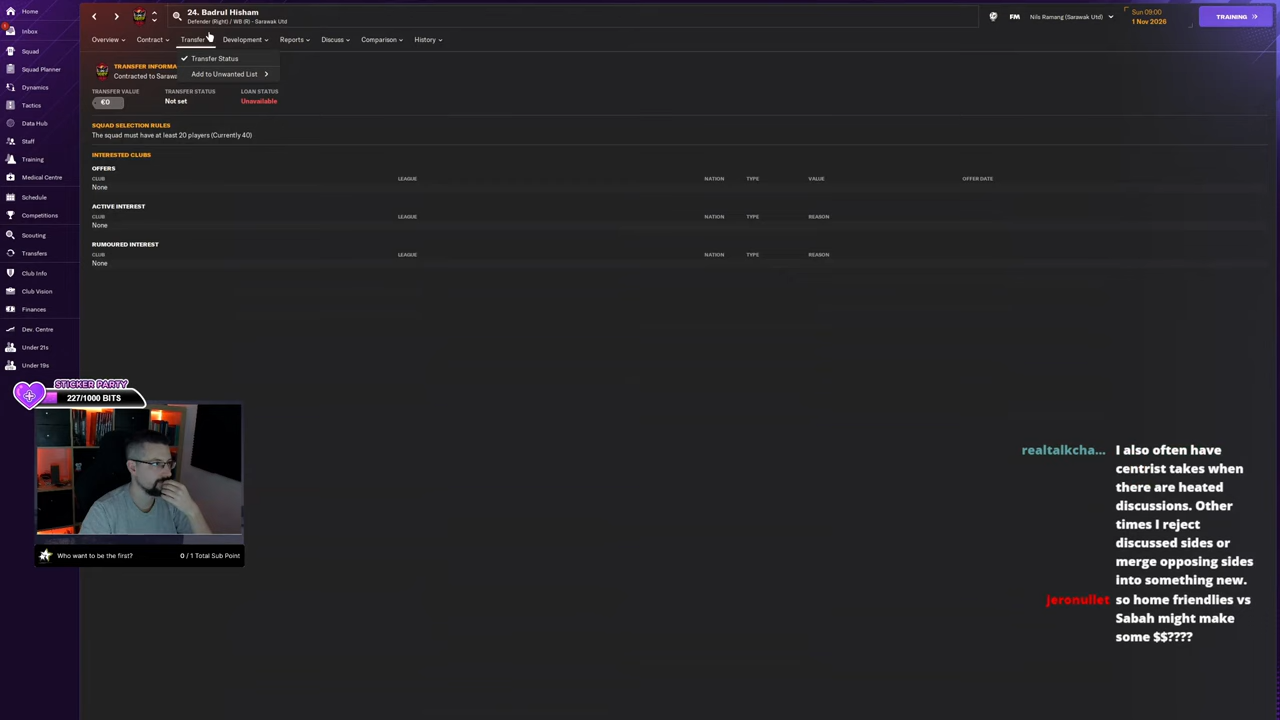 24. Badrul Hisham
Defender (Right) / WB (R) - Sarawak Utd
FM
Nils Ramang (Sarawak Utd)
Sun 09:00
1 Nov 2026
TRAINING
Overview
Contract
Transfer
Development
Reports
Discuss
Comparison
History
Transfer Status
Add to Unwanted List
Home
Inbox
Squad
Squad Planner
Dynamics
Tactics
Data Hub
Staff
Training
Medical Centre
Schedule
Competitions
Scouting
Transfers
Club Info
Club Vision
Finances
Dev. Centre
Under 21s
Under 19s
TRANSFER INFORMA
Contracted to Sarawa
TRANSFER VALUE
TRANSFER STATUS
LOAN STATUS
€0
Not set
Unavailable
SQUAD SELECTION RULES
The squad must have at least 20 players (Currently 40)
INTERESTED CLUBS
OFFERS
CLUB LEAGUE NATION TYPE VALUE OFFER DATE
None
ACTIVE INTEREST
CLUB LEAGUE NATION TYPE REASON
None
RUMOURED INTEREST
CLUB LEAGUE NATION TYPE REASON
None
STICKER PARTY
227/1000 BITS
Who want to be the first? 0 / 1 Total Sub Point
realtalkcha... I also often have
centrist takes when
there are heated
discussions. Other
times I reject
discussed sides or
merge opposing sides
into something new.
jeronullet so home friendlies vs
Sabah might make
some $$????